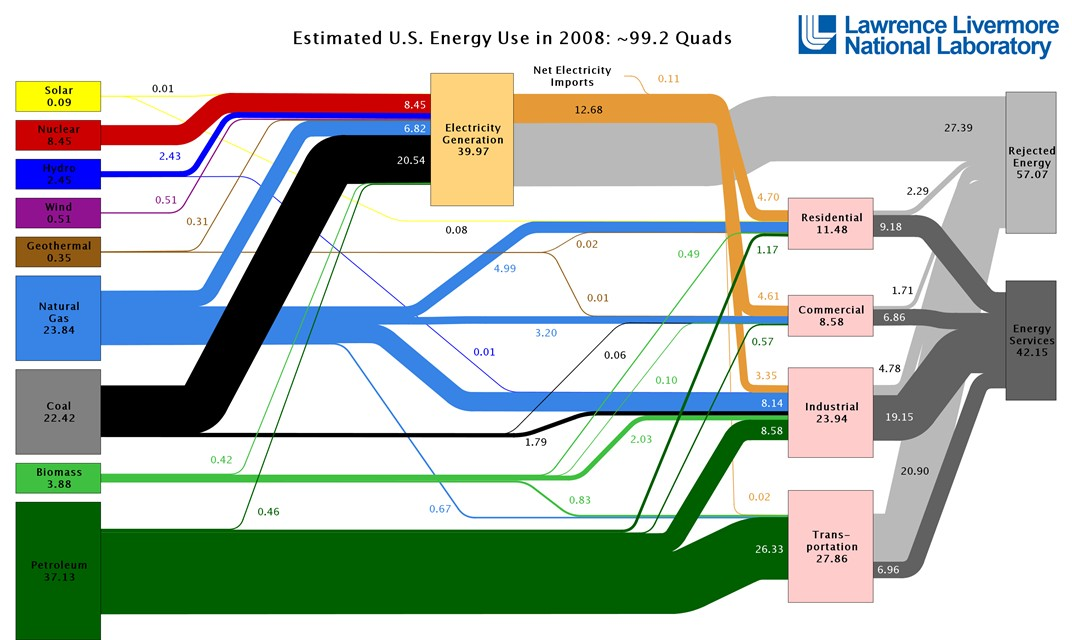 Estimated U.S. Energy Use in 2008: ~99.2 Quads
Lawrence Livermore
National Laboratory
Net Electricity
Imports
0.11
Solar
0.09
0.01
Nuclear
8.45
8.45
Hydro
2.45
2.43
Wind
0.51
0.51
Geothermal
0.35
0.31
Natural
Gas
23.84
Coal
22.42
Biomass
3.88
Petroleum
37.13
6.82
20.54
Electricity
Generation
39.97
12.68
27.39
Rejected
Energy
57.07
4.70
0.08
0.02
4.99
0.49
1.17
Residential
11.48
2.29
9.18
0.01
3.20
4.61
0.57
Commercial
8.58
1.71
6.86
Energy
Services
42.15
0.01
0.06
0.10
3.35
8.14
8.58
Industrial
23.94
4.78
19.15
1.79
2.03
0.42
0.46
0.67
0.83
0.02
26.33
Trans-
portation
27.86
20.90
6.96